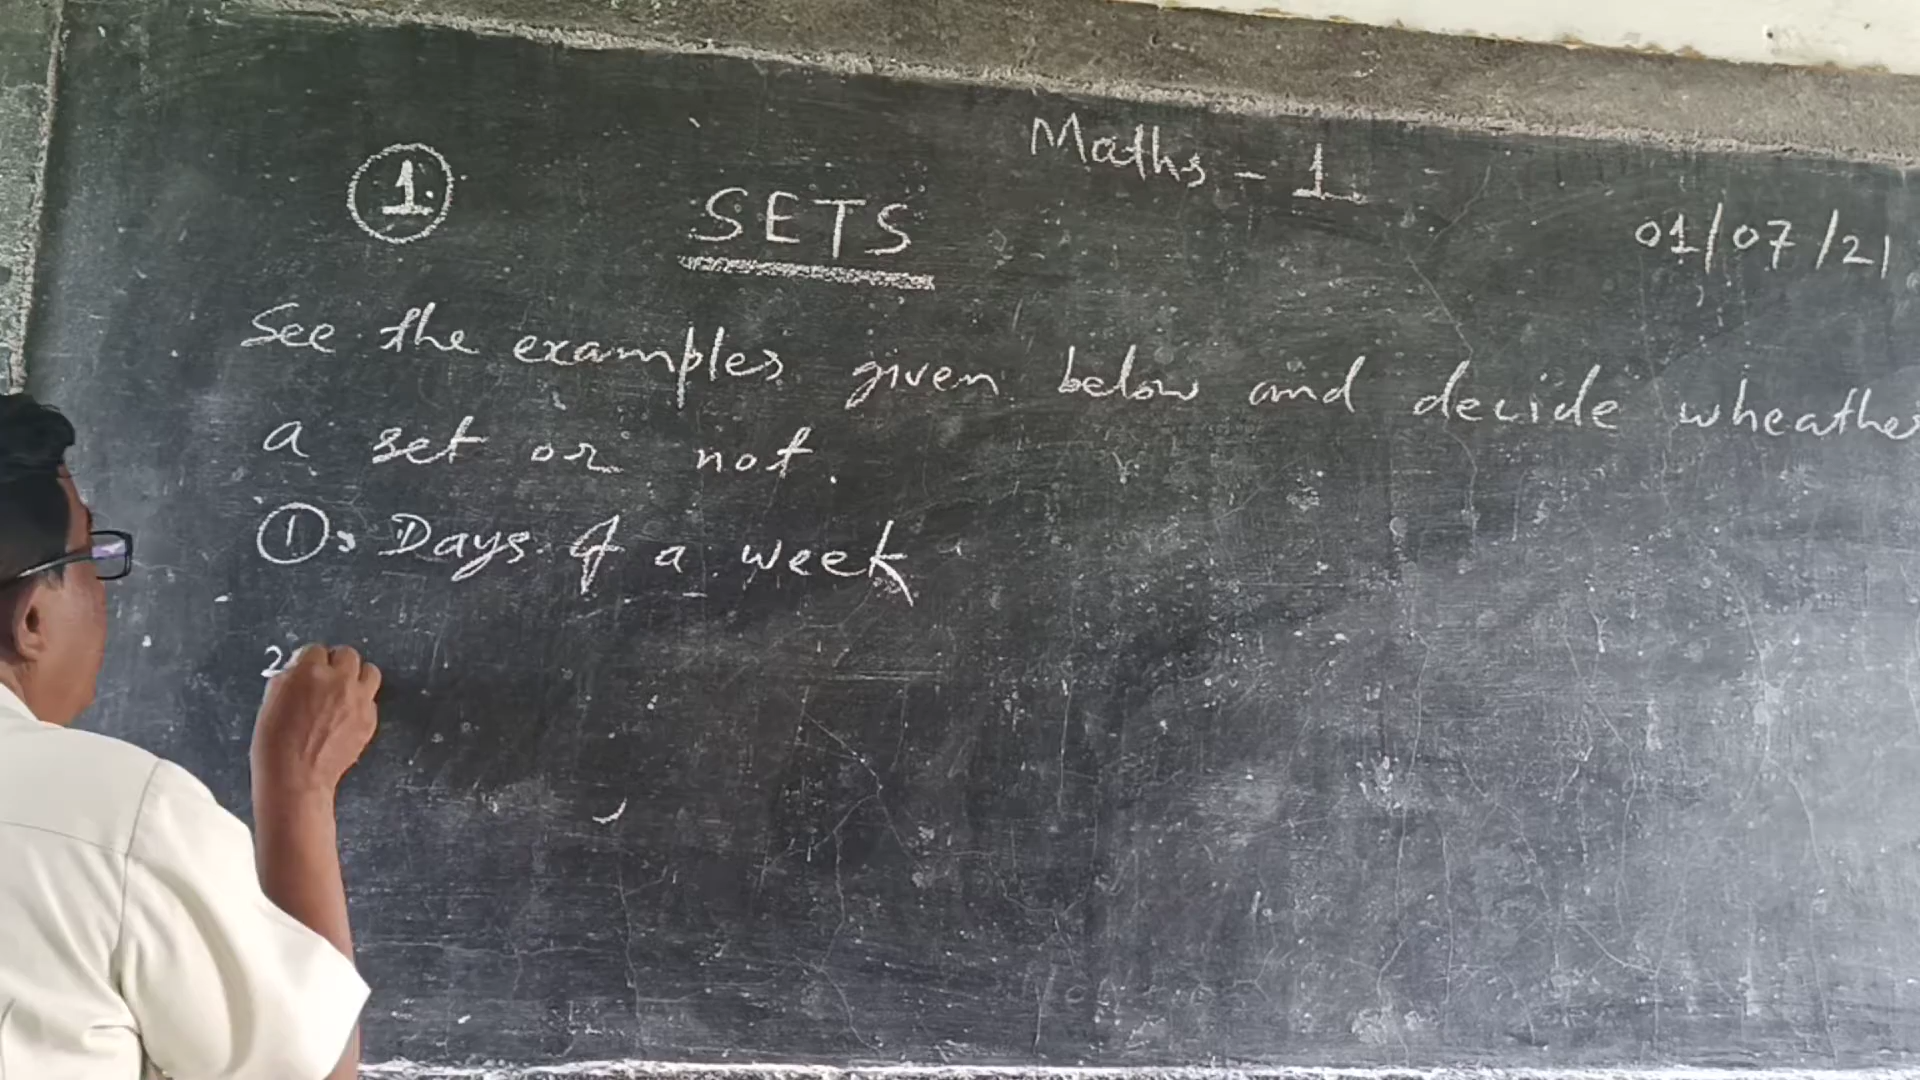 Maths - 1
1.
SETS
01/07/21
See the examples given below and decide wheather
a set or not.
1. Days of a week
2